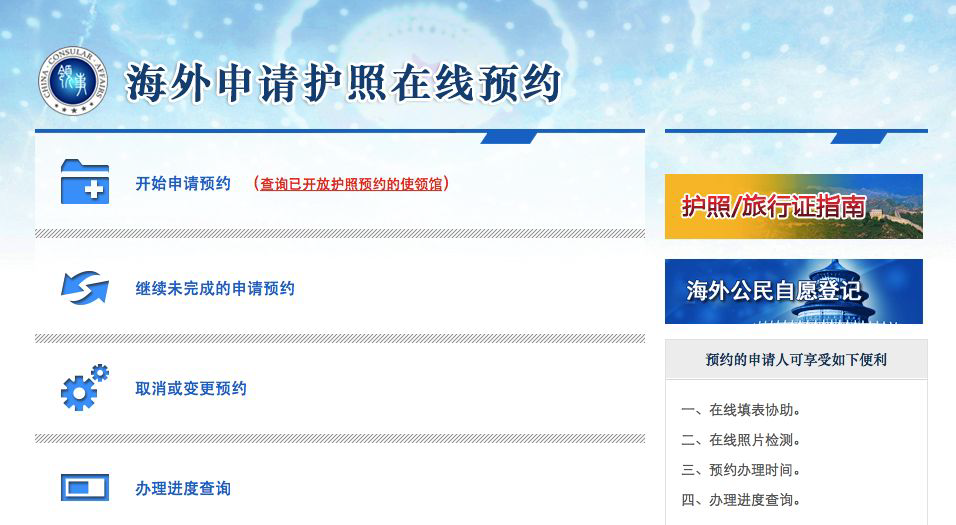 CHINA·CONSULAR·AFFAIRS
领事
海外申请护照在线预约
开始申请预约 （查询已开放护照预约的使领馆）
继续未完成的申请预约
取消或变更预约
办理进度查询
护照/旅行证指南
海外公民自愿登记
预约的申请人可享受如下便利
一、在线填表协助。
二、在线照片检测。
三、预约办理时间。
四、办理进度查询。